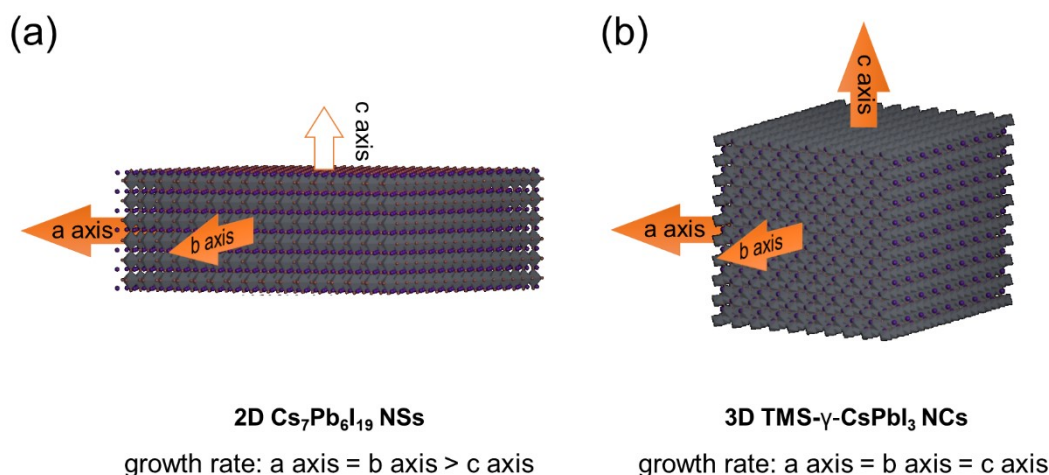 (a)
c axis
a axis
b axis
2D Cs₇Pb₆I₁₉ NSs
growth rate: a axis = b axis > c axis
(b)
c axis
a axis
b axis
3D TMS-γ-CsPbI₃ NCs
growth rate: a axis = b axis = c axis